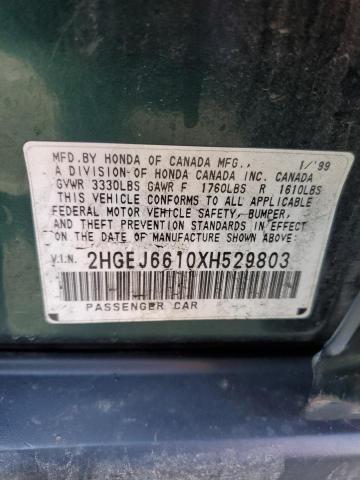 MFD.BY HONDA OF CANADA MFG., 1/'99
A DIVISION OF HONDA CANADA INC. CANADA
GVWR 3330LBS GAWR F 1760LBS R 1610LBS
THIS VEHICLE CONFORMS TO ALL APPLICABLE
FEDERAL MOTOR VEHICLE SAFETY, BUMPER,
AND THEFT PREVENTION STANDARDS IN EFFECT
ON THE DATE OF MANUFACTURE SHOWN ABOVE.
V.I.N. 2HGEJ6610XH529803
PASSENGER CAR